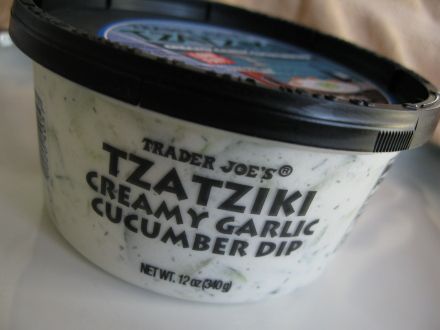 TRADER JOE'S®
TZATZIKI
CREAMY GARLIC
CUCUMBER DIP
NET WT. 12 oz (340g)